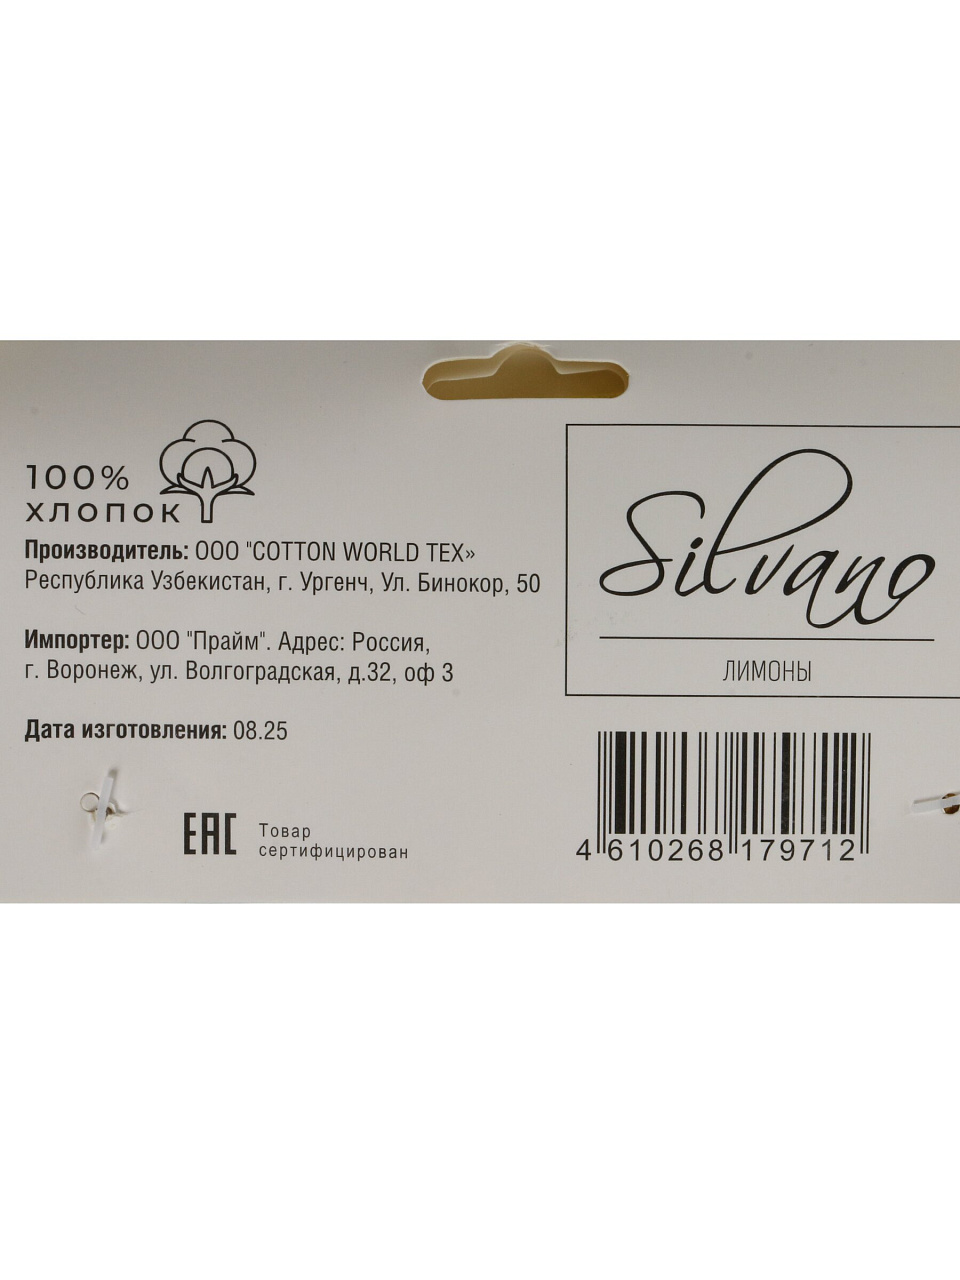 100%
ХЛОПОК
Производитель: ООО "COTTON WORLD TEX»
Республика Узбекистан, г. Ургенч, Ул. Бинокор, 50
Импортер: ООО "Прайм". Адрес: Россия,
г. Воронеж, ул. Волгоградская, д.32, оф 3
Дата изготовления: 08.25
EAC
Товар
сертифицирован
Silvano
ЛИМОНЫ
4 610268 179712